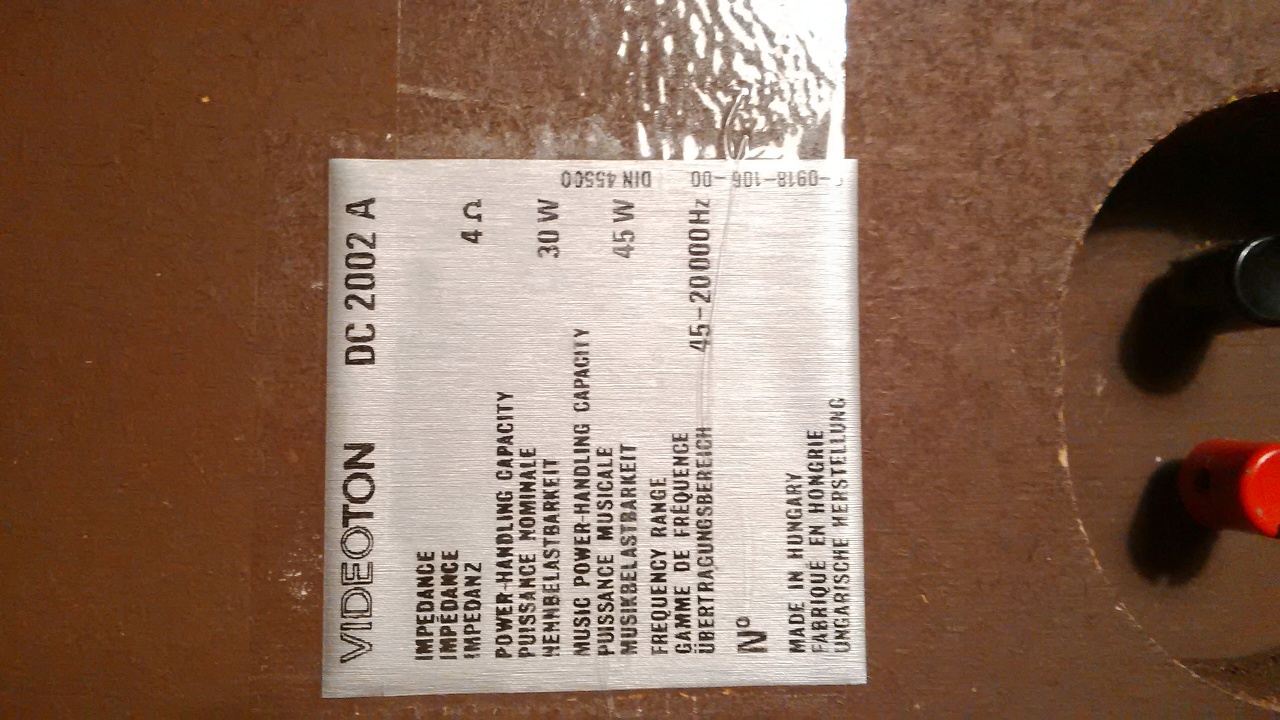 VIDEOTON DC 2002 A
IMPEDANCE
IMPÉDANCE 4 Ω
IMPEDANZ
POWER-HANDLING CAPACITY
PUISSANCE NOMINALE 30 W
NENNBELASTBARKEIT
MUSIC POWER-HANDLING CAPACITY
PUISSANCE MUSICALE 45 W
MUSIKBELASTBARKEIT
FREQUENCY RANGE
GAMME DE FRÉQUENCE
ÜBERTRAGUNGSBEREICH 45-20000Hz
Nº
MADE IN HUNGARY
FABRIQUÉ EN HONGRIE
UNGARISCHE HERSTELLUNG
-0918-106-00 DIN 45500